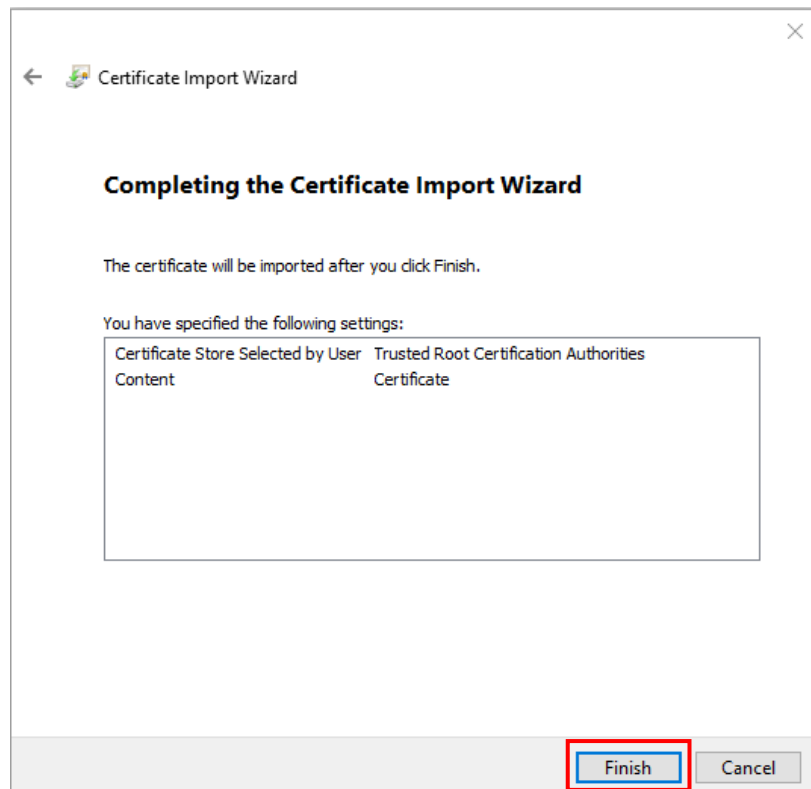 Certificate Import Wizard
Completing the Certificate Import Wizard
The certificate will be imported after you click Finish.
You have specified the following settings:
Certificate Store Selected by User Trusted Root Certification Authorities
Content Certificate
Finish Cancel